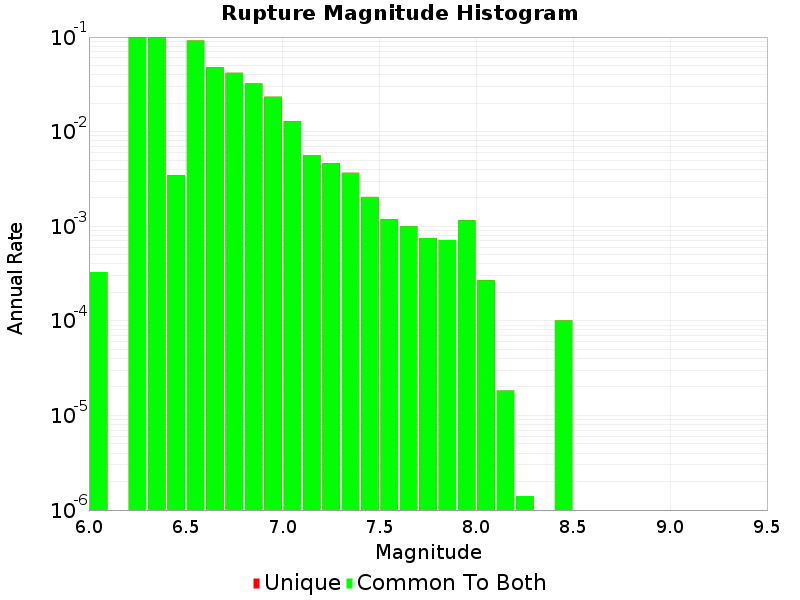 Rupture Magnitude Histogram
Annual Rate
10^-1
10^-2
10^-3
10^-4
10^-5
10^-6
6.0 6.5 7.0 7.5 8.0 8.5 9.0 9.5
Magnitude
Unique Common To Both